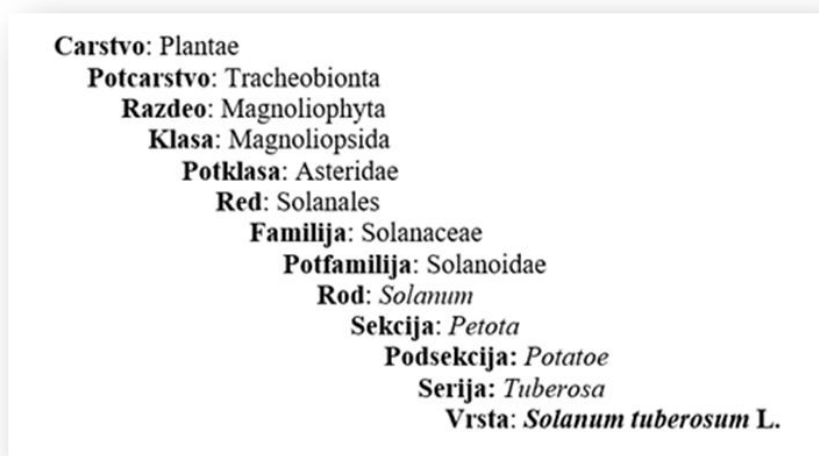 Carstvo: Plantae
Potcarstvo: Tracheobionta
Razdeo: Magnoliophyta
Klasa: Magnoliopsida
Potklasa: Asteridae
Red: Solanales
Familija: Solanaceae
Potfamilija: Solanoidae
Rod: Solanum
Sekcija: Petota
Podsekcija: Potatoe
Serija: Tuberosa
Vrsta: Solanum tuberosum L.